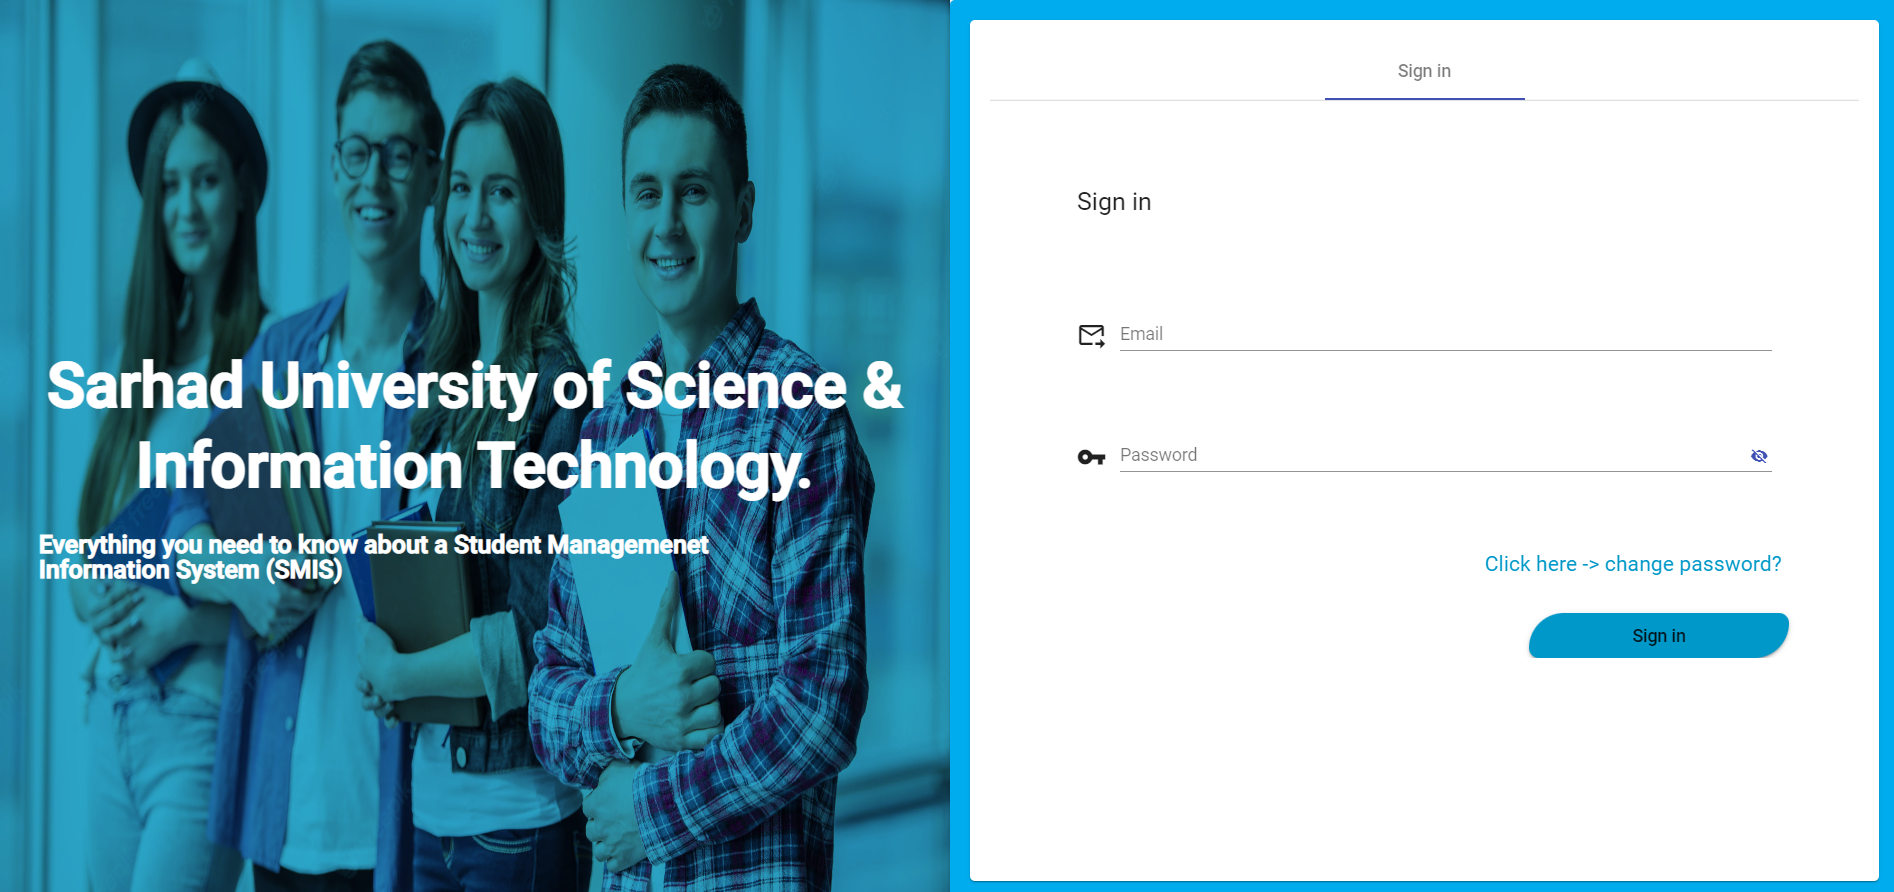 Sarhad University of Science &
Information Technology.
Everything you need to know about a Student Managemenet
Information System (SMIS)
Sign in
Sign in
Email
Password
Click here -> change password?
Sign in